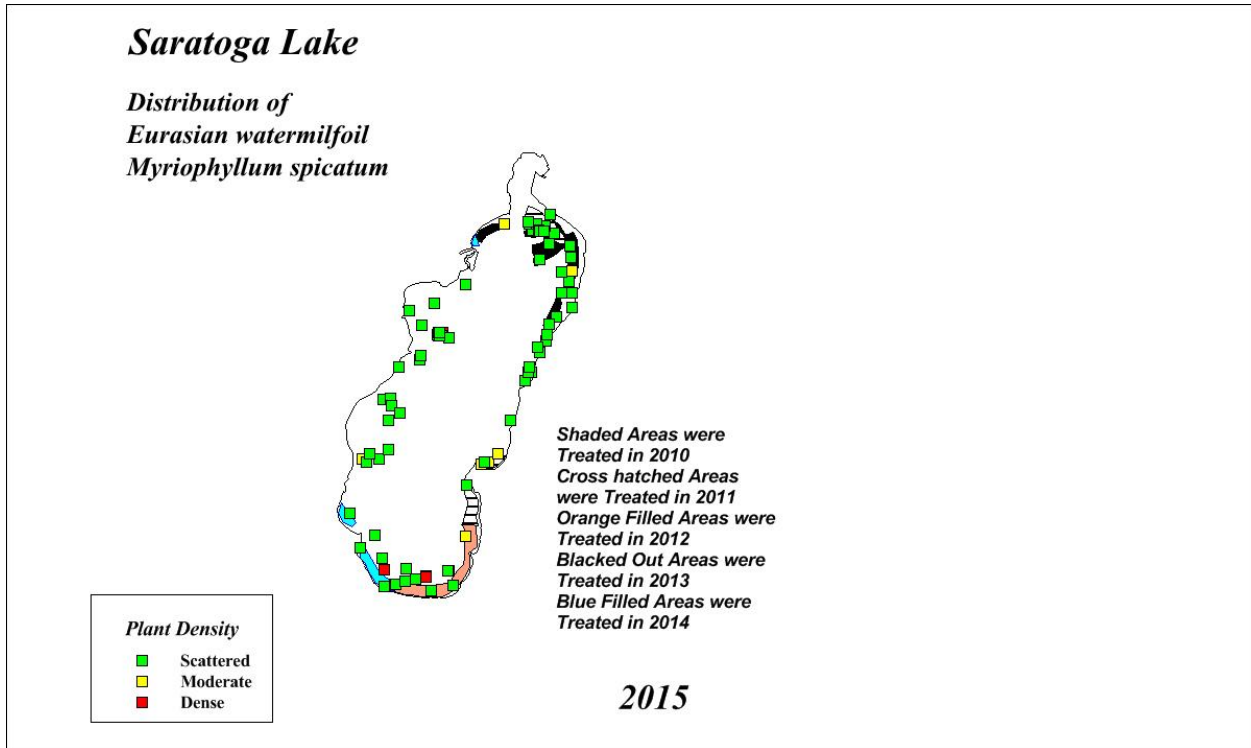 Saratoga Lake
Distribution of
Eurasian watermilfoil
Myriophyllum spicatum
Shaded Areas were
Treated in 2010
Cross hatched Areas
were Treated in 2011
Orange Filled Areas were
Treated in 2012
Blacked Out Areas were
Treated in 2013
Blue Filled Areas were
Treated in 2014
Plant Density
Scattered
Moderate
Dense
2015